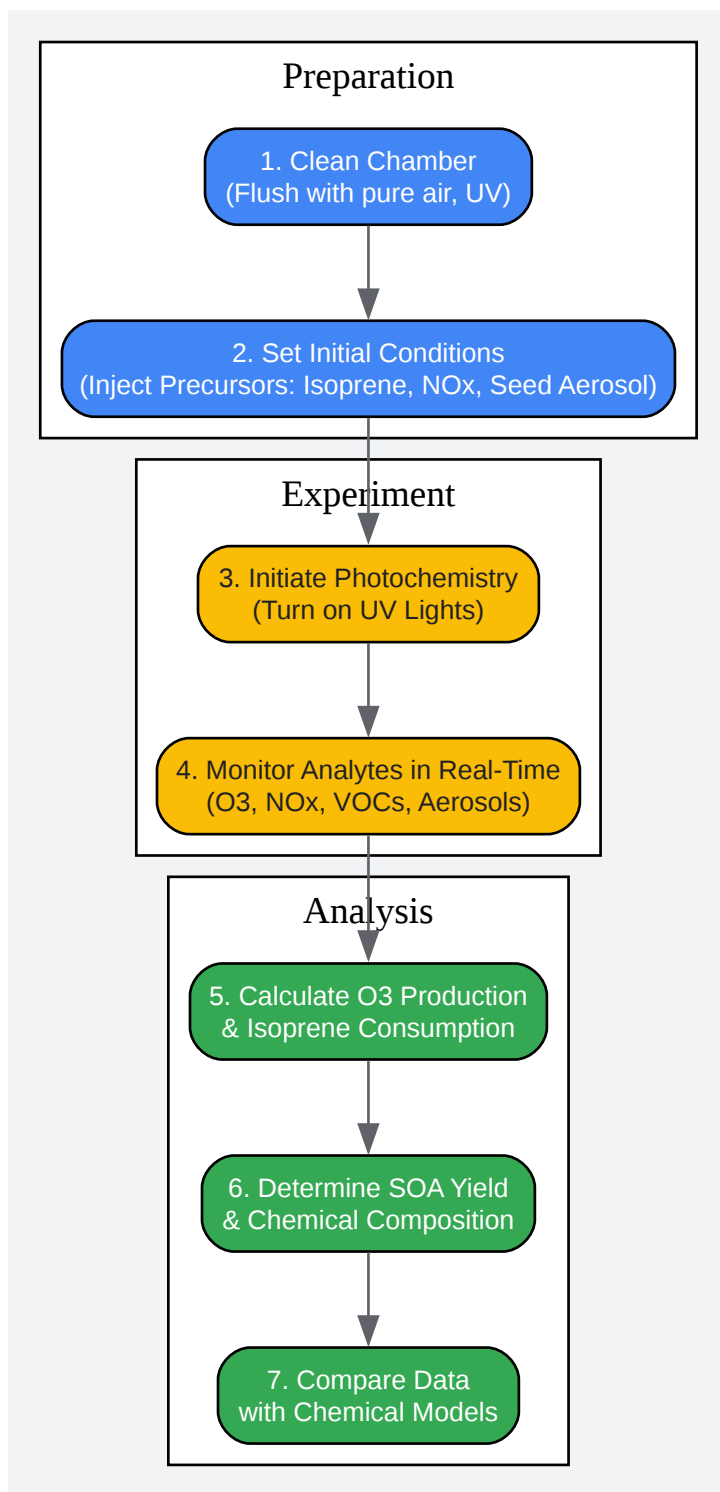 Preparation
1. Clean Chamber
(Flush with pure air, UV)
2. Set Initial Conditions
(Inject Precursors: Isoprene, NOx, Seed Aerosol)
Experiment
3. Initiate Photochemistry
(Turn on UV Lights)
4. Monitor Analytes in Real-Time
(O3, NOx, VOCs, Aerosols)
Analysis
5. Calculate O3 Production
& Isoprene Consumption
6. Determine SOA Yield
& Chemical Composition
7. Compare Data
with Chemical Models